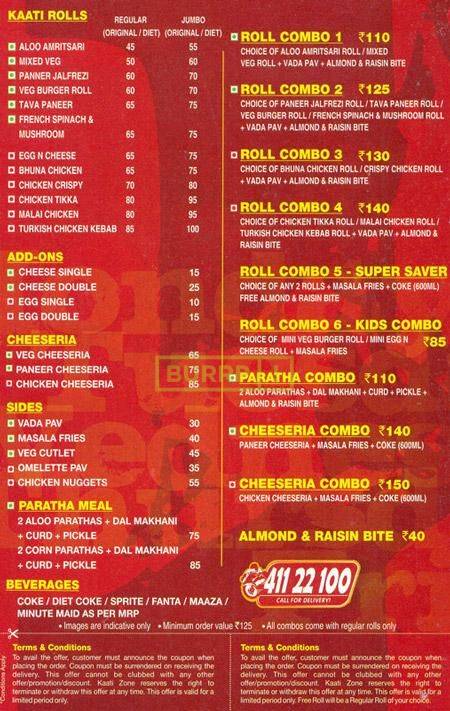 KAATI ROLLS
REGULAR JUMBO
(ORIGINAL / DIET) (ORIGINAL / DIET)
ALOO AMRITSARI 45 55
MIXED VEG 50 60
PANNER JALFREZI 60 70
VEG BURGER ROLL 60 70
TAVA PANEER 65 75
FRENCH SPINACH &
MUSHROOM 65 75
EGG N CHEESE 65 75
BHUNA CHICKEN 65 75
CHICKEN CRISPY 70 80
CHICKEN TIKKA 80 95
MALAI CHICKEN 80 95
TURKISH CHICKEN KEBAB 85 100
ADD-ONS
CHEESE SINGLE 15
CHEESE DOUBLE 25
EGG SINGLE 10
EGG DOUBLE 15
CHEESERIA
VEG CHEESERIA 65
PANEER CHEESERIA 75
CHICKEN CHEESERIA 85
SIDES
VADA PAV 30
MASALA FRIES 40
VEG CUTLET 45
OMELETTE PAV 35
CHICKEN NUGGETS 55
PARATHA MEAL
2 ALOO PARATHAS + DAL MAKHANI
+ CURD + PICKLE 75
2 CORN PARATHAS + DAL MAKHANI
+ CURD + PICKLE 85
BEVERAGES
COKE / DIET COKE / SPRITE / FANTA / MAAZA /
MINUTE MAID AS PER MRP
ROLL COMBO 1 ₹110
CHOICE OF ALOO AMRITSARI ROLL / MIXED
VEG ROLL + VADA PAV + ALMOND & RAISIN BITE
ROLL COMBO 2 ₹125
CHOICE OF PANEER JALFREZI ROLL / TAVA PANEER ROLL /
VEG BURGER ROLL / FRENCH SPINACH & MUSHROOM ROLL
+ VADA PAV + ALMOND & RAISIN BITE
ROLL COMBO 3 ₹130
CHOICE OF BHUNA CHICKEN ROLL / CRISPY CHICKEN ROLL
+ VADA PAV + ALMOND & RAISIN BITE
ROLL COMBO 4 ₹140
CHOICE OF CHICKEN TIKKA ROLL / MALAI CHICKEN ROLL /
TURKISH CHICKEN KEBAB ROLL + VADA PAV + ALMOND &
RAISIN BITE
ROLL COMBO 5 - SUPER SAVER
CHOICE OF ANY 2 ROLLS + MASALA FRIES + COKE (600ML)
FREE ALMOND & RAISIN BITE
ROLL COMBO 6 - KIDS COMBO
CHOICE OF MINI VEG BURGER ROLL / MINI EGG N ₹85
CHEESE ROLL + MASALA FRIES
PARATHA COMBO ₹110
2 ALOO PARATHAS + DAL MAKHANI + CURD + PICKLE +
ALMOND & RAISIN BITE
CHEESERIA COMBO ₹140
PANEER CHEESERIA + MASALA FRIES + COKE (600ML)
CHEESERIA COMBO ₹150
CHICKEN CHEESERIA + MASALA FRIES + COKE (600ML)
ALMOND & RAISIN BITE ₹40
411 22 100
CALL FOR DELIVERY!
• Images are indicative only • Minimum order value ₹125 • All combos come with regular rolls only
*Conditions Apply
Terms & Conditions
To avail the offer, customer must announce the coupon when
placing the order. Coupon must be surrendered on receiving the
delivery. This offer cannot be clubbed with any other
offer/promotion/discount. Kaati Zone reserves the right to
terminate or withdraw this offer at any time. This offer is valid for a
limited period only.
Terms & Conditions
To avail the offer, customer must announce the coupon when
placing the order. Coupon must be surrendered on receiving the
delivery. This offer cannot be clubbed with any other
offer/promotion/discount. Kaati Zone reserves the right to
terminate or withdraw this offer at any time. This offer is valid for a
limited period only. Free Roll will be a Regular Roll of your choice.